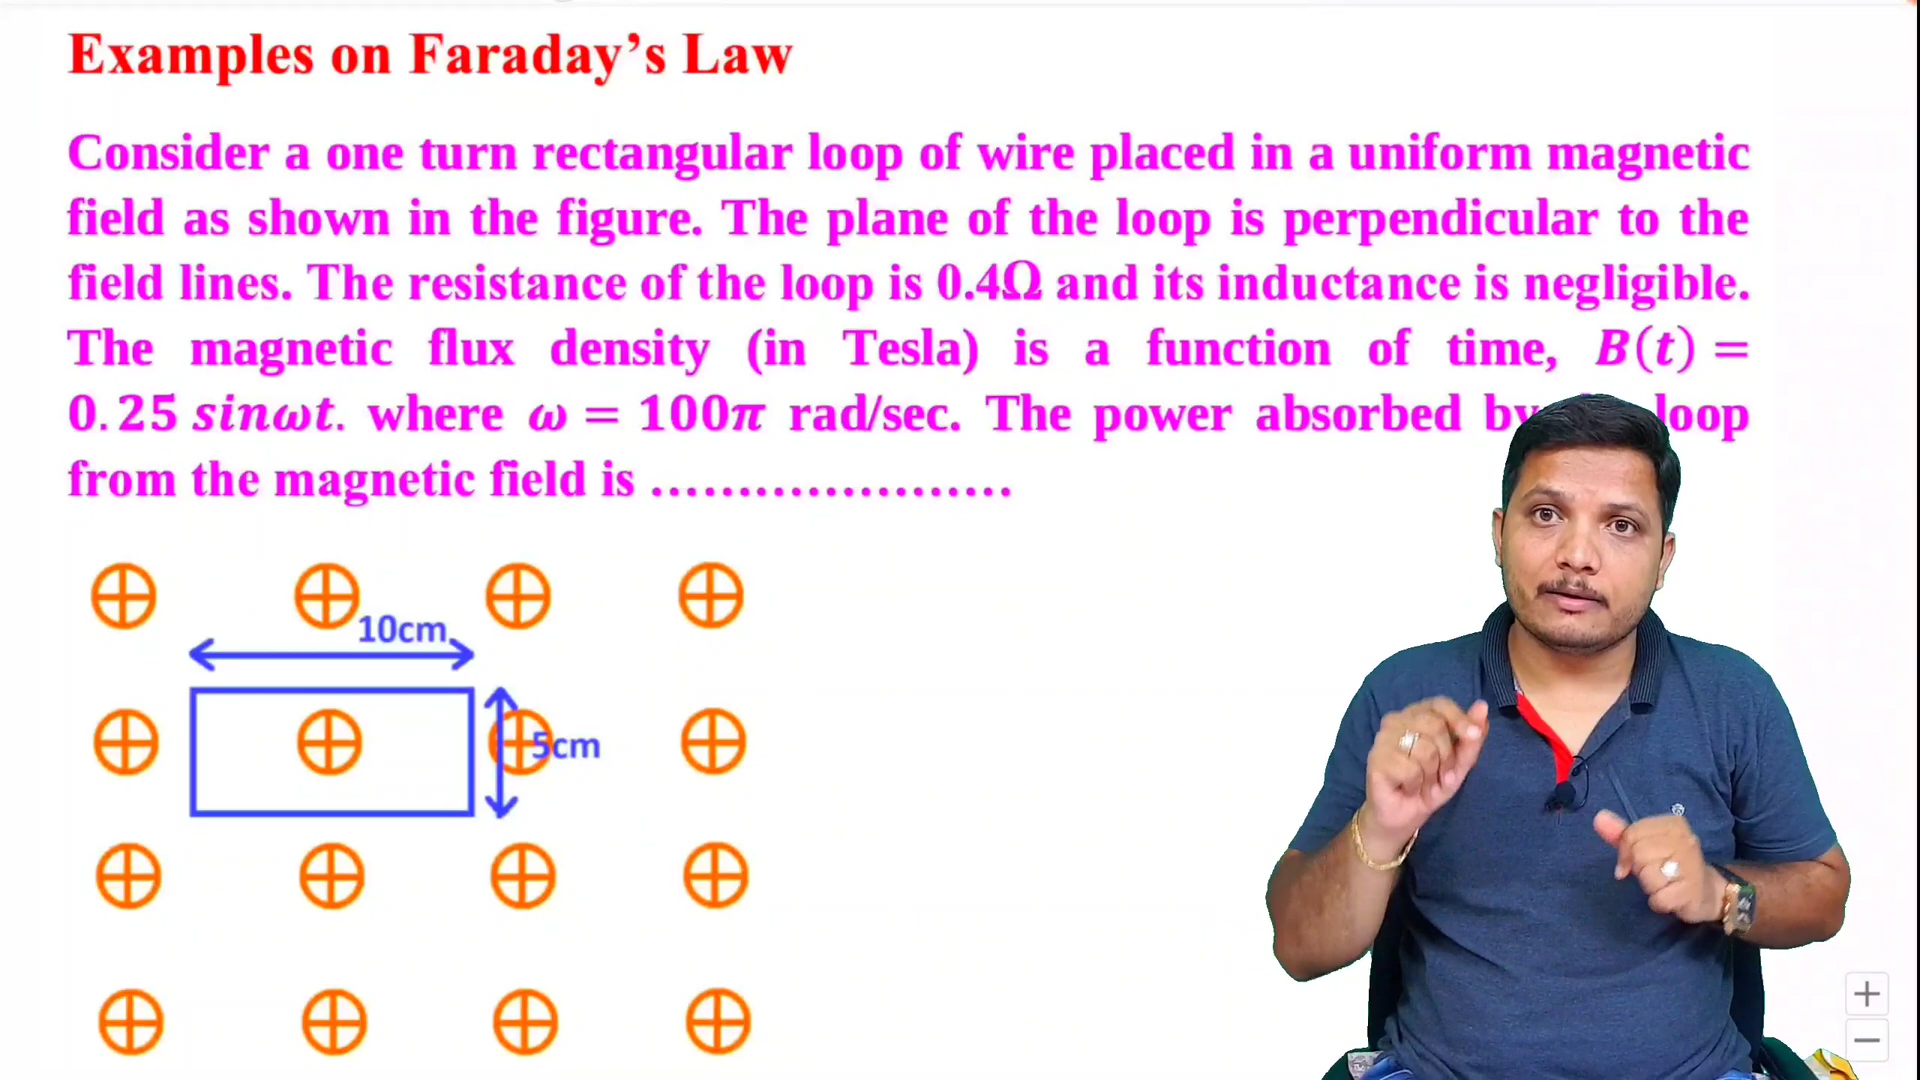 Examples on Faraday's Law
Consider a one turn rectangular loop of wire placed in a uniform magnetic
field as shown in the figure. The plane of the loop is perpendicular to the
field lines. The resistance of the loop is 0.4Ω and its inductance is negligible.
The magnetic flux density (in Tesla) is a function of time, B(t) =
0.25 sinωt. where ω = 100π rad/sec. The power absorbed by loop
from the magnetic field is .....................
10cm
5cm